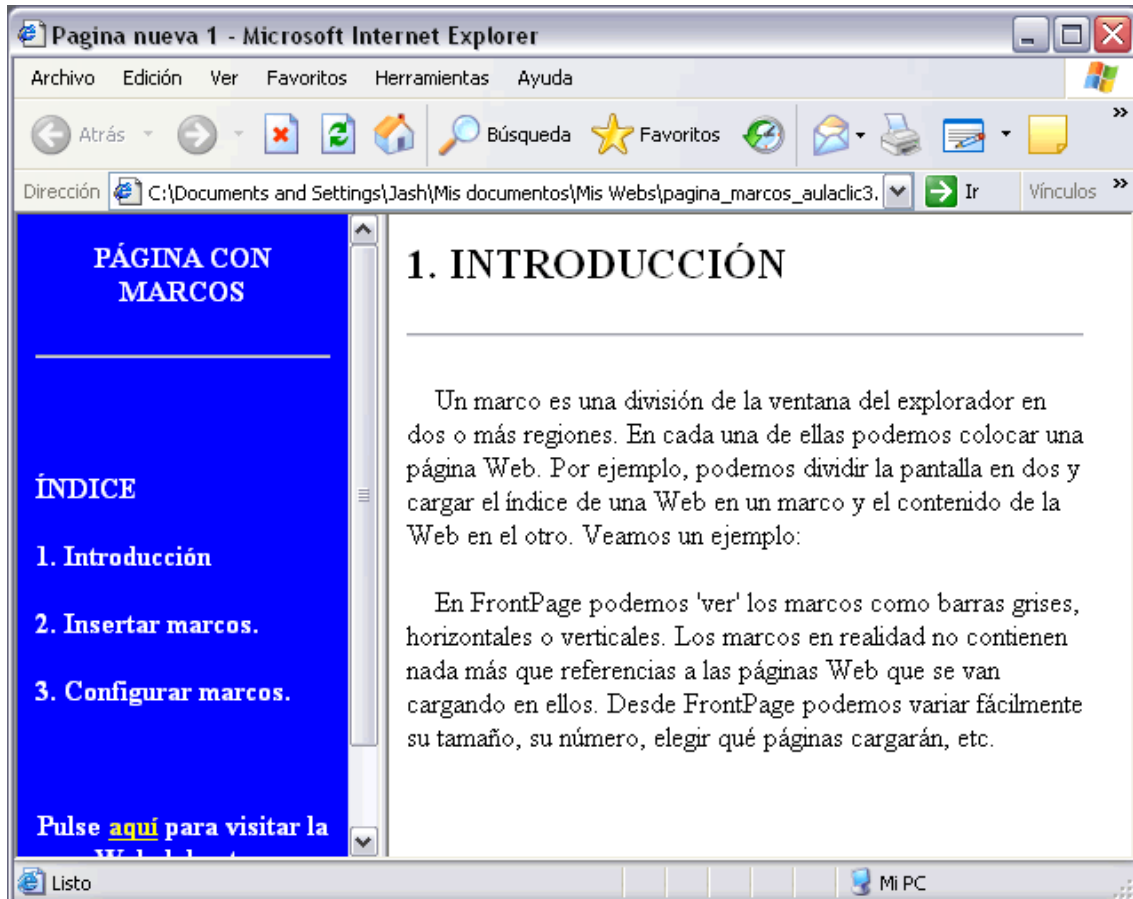 Pagina nueva 1 - Microsoft Internet Explorer
Archivo Edición Ver Favoritos Herramientas Ayuda
Atrás Búsqueda Favoritos »
Dirección C:\Documents and Settings\Jash\Mis documentos\Mis Webs\pagina_marcos_aulaclic3. Ir Vínculos »
PÁGINA CON
MARCOS
ÍNDICE
1. Introducción
2. Insertar marcos.
3. Configurar marcos.
Pulse aquí para visitar la
1. INTRODUCCIÓN
Un marco es una división de la ventana del explorador en
dos o más regiones. En cada una de ellas podemos colocar una
página Web. Por ejemplo, podemos dividir la pantalla en dos y
cargar el índice de una Web en un marco y el contenido de la
Web en el otro. Veamos un ejemplo:
En FrontPage podemos 'ver' los marcos como barras grises,
horizontales o verticales. Los marcos en realidad no contienen
nada más que referencias a las páginas Web que se van
cargando en ellos. Desde FrontPage podemos variar fácilmente
su tamaño, su número, elegir qué páginas cargarán, etc.
Listo Mi PC